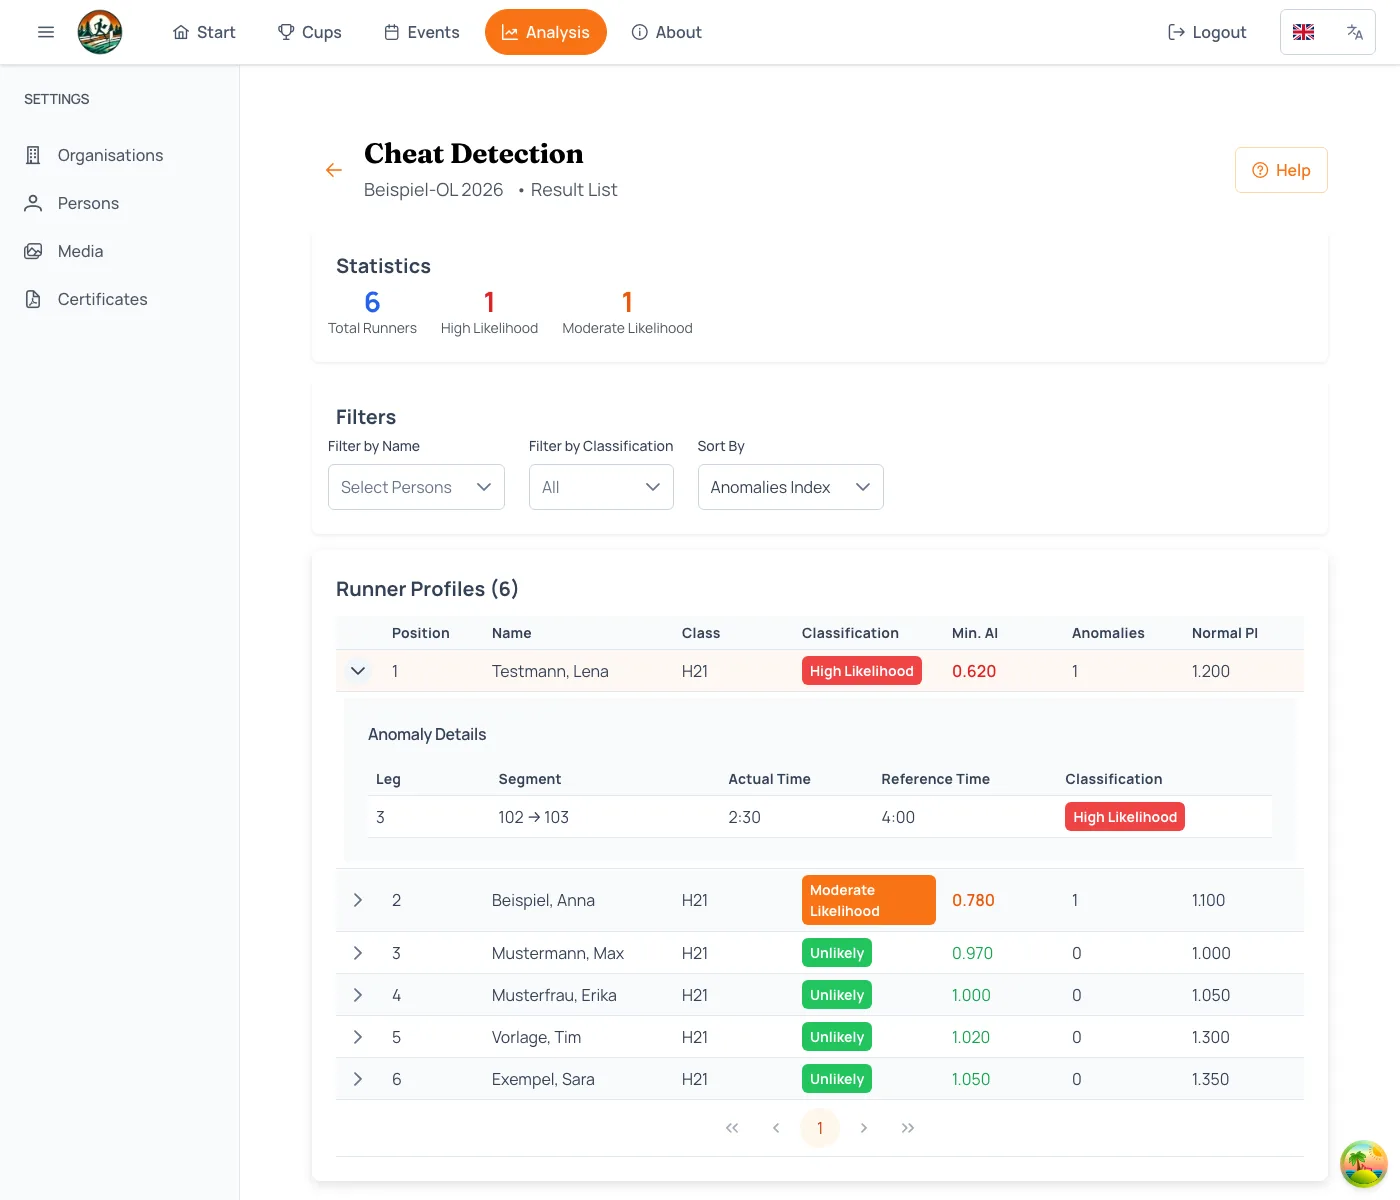 Start
Cups
Events
Analysis
About
Logout
SETTINGS
Organisations
Persons
Media
Certificates
Cheat Detection
Beispiel-OL 2026 • Result List
Help
Statistics
6 1 1
Total Runners High Likelihood Moderate Likelihood
Filters
Filter by Name Filter by Classification Sort By
Select Persons All Anomalies Index
Runner Profiles (6)
Position Name Class Classification Min. AI Anomalies Normal PI
1 Testmann, Lena H21 High Likelihood 0.620 1 1.200
Anomaly Details
Leg Segment Actual Time Reference Time Classification
3 102 → 103 2:30 4:00 High Likelihood
2 Beispiel, Anna H21 Moderate Likelihood 0.780 1 1.100
3 Mustermann, Max H21 Unlikely 0.970 0 1.000
4 Musterfrau, Erika H21 Unlikely 1.000 0 1.050
5 Vorlage, Tim H21 Unlikely 1.020 0 1.300
6 Exempel, Sara H21 Unlikely 1.050 0 1.350
« ‹ 1 › »